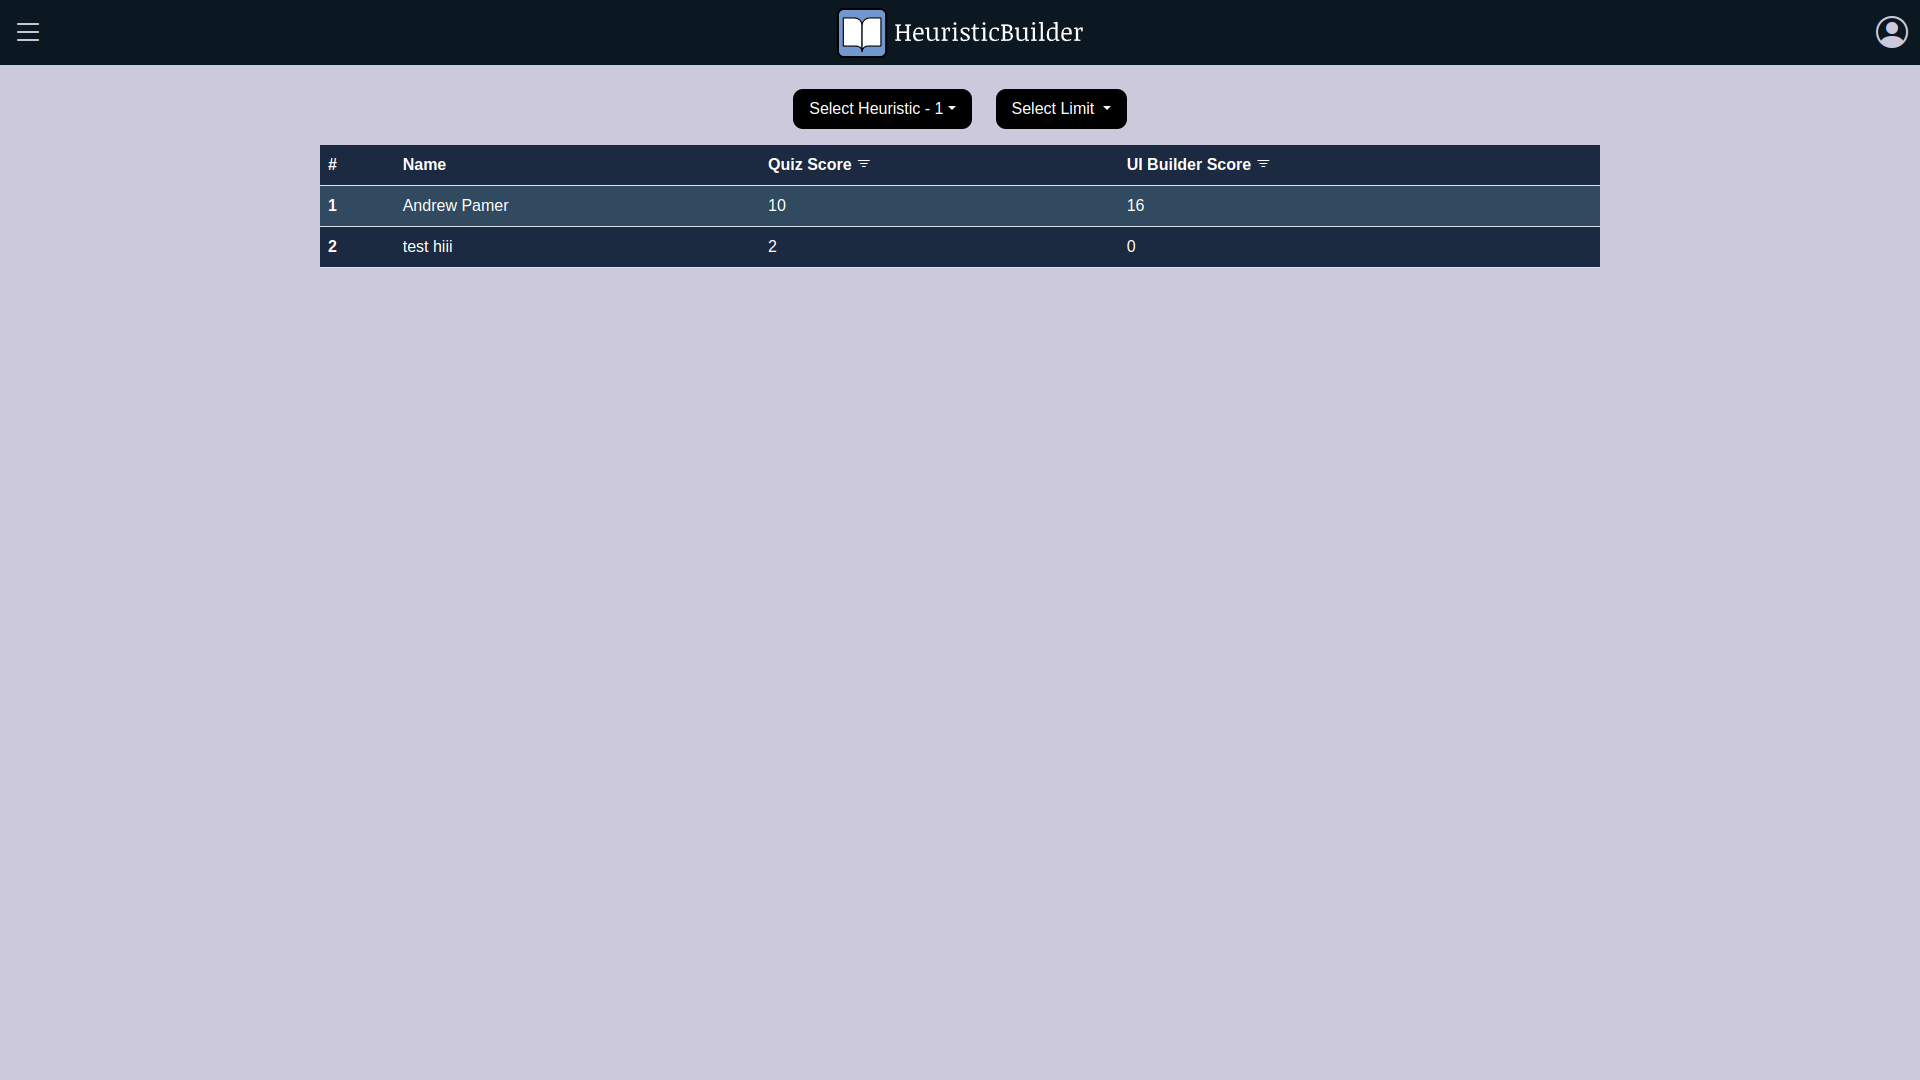 HeuristicBuilder
Select Heuristic - 1 Select Limit
# Name Quiz Score UI Builder Score
1 Andrew Pamer 10 16
2 test hiii 2 0